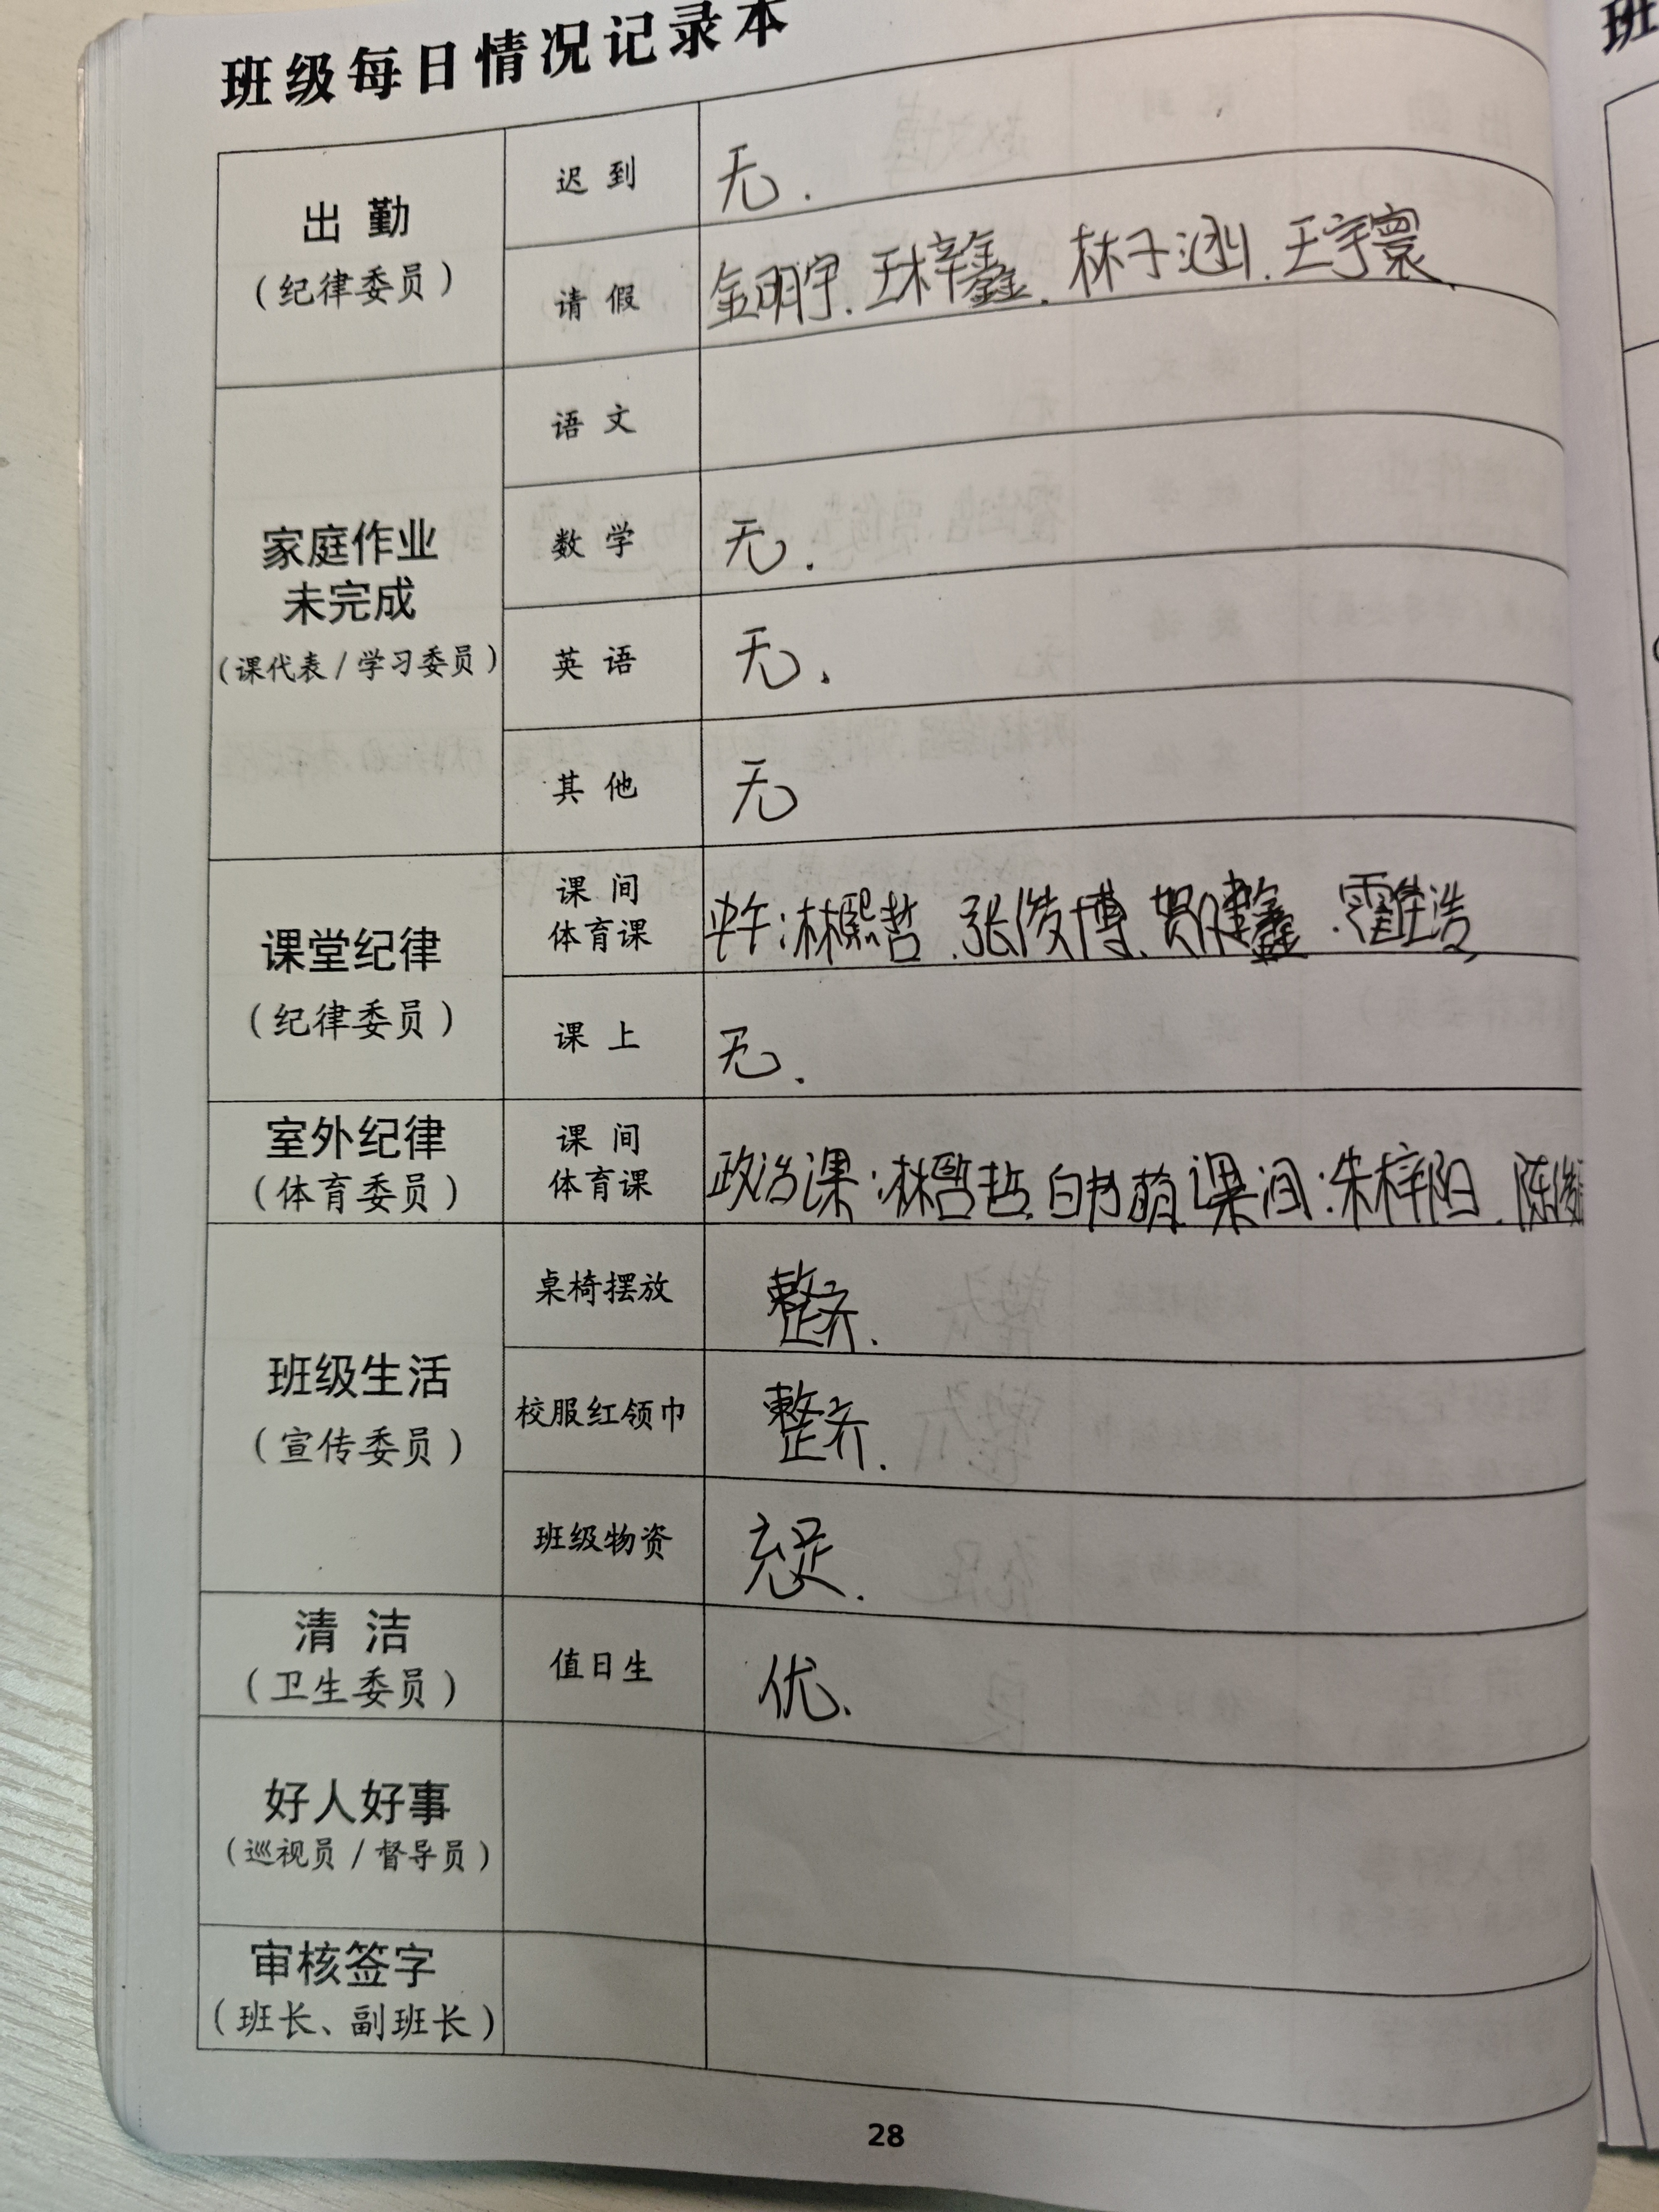 班级每日情况记录本
出勤
（纪律委员）
迟到
无.
请假
金明宇.王梓鑫.林子涵.王宇寰.
家庭作业
未完成
（课代表/学习委员）
语文
数学
无.
英语
无.
其他
无
课堂纪律
（纪律委员）
课间
体育课
中午:林熙哲.张俊博.贺健鑫.霍佳浩
课上
无.
室外纪律
（体育委员）
课间
体育课
政治课:林熙哲.白书萌.课间:朱梓阳.陈
班级生活
（宣传委员）
桌椅摆放
整齐.
校服红领巾
整齐.
班级物资
充足.
清洁
（卫生委员）
值日生
优.
好人好事
（巡视员/督导员）
审核签字
（班长、副班长）
28
班